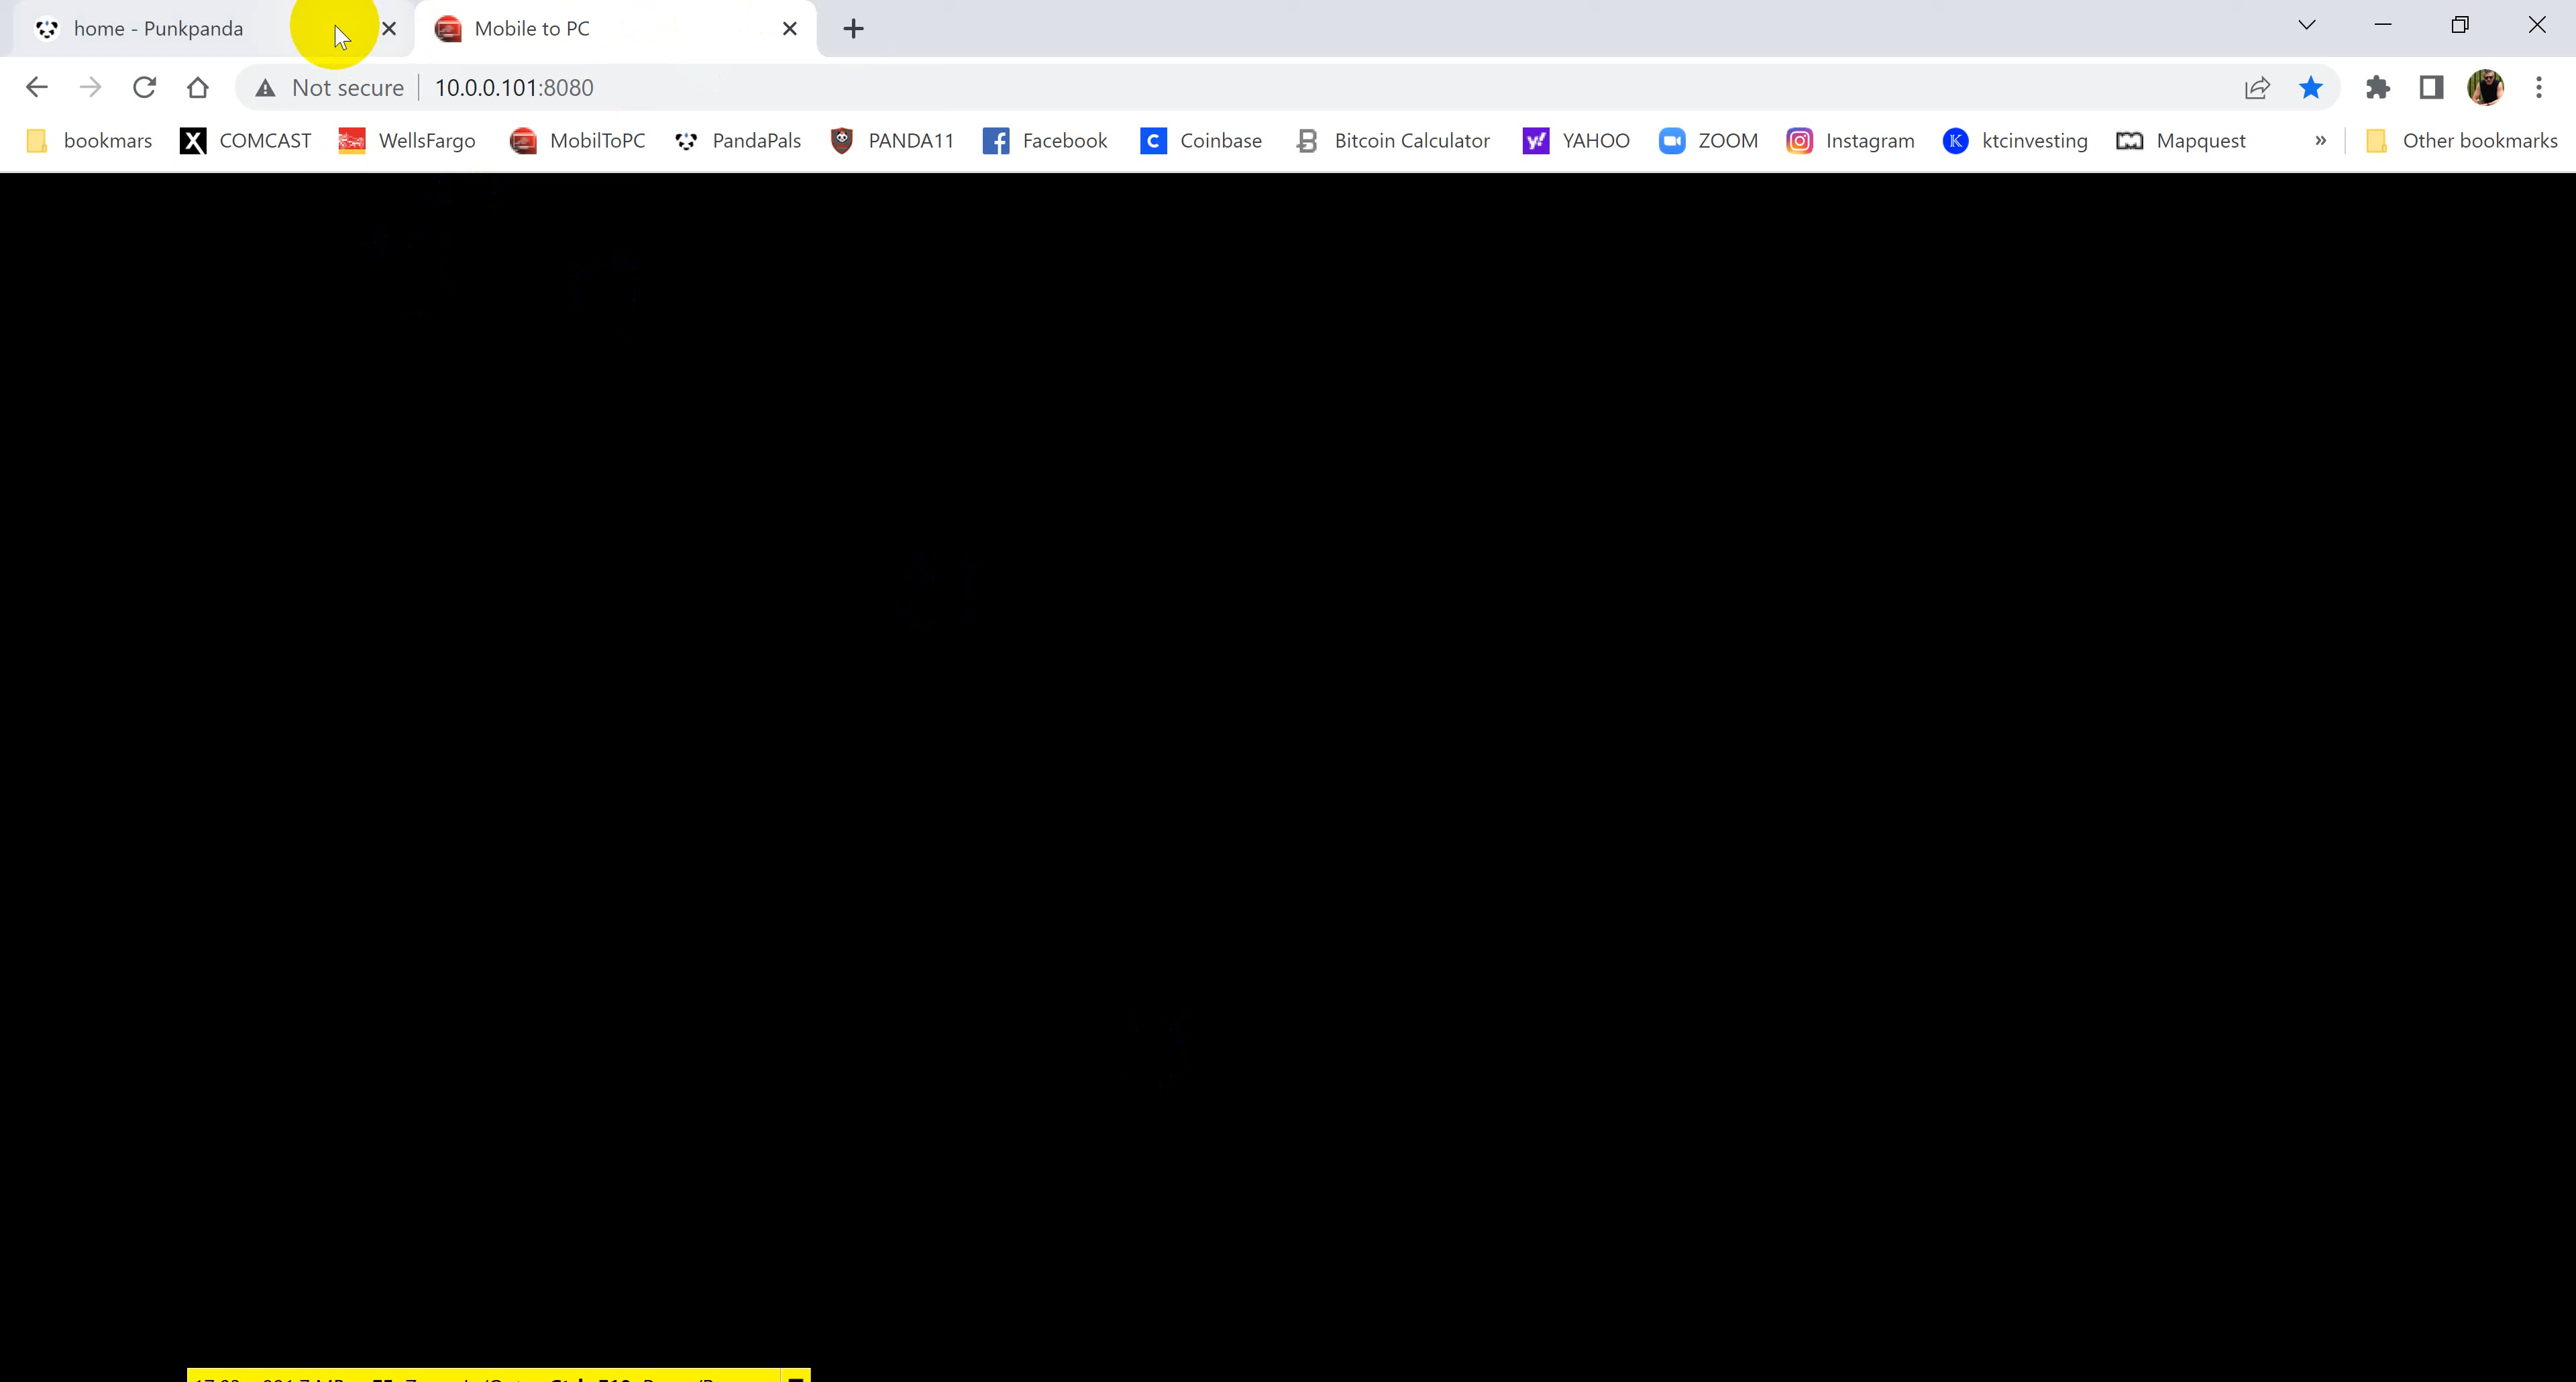 home - Punkpanda
Mobile to PC
Not secure 10.0.0.101:8080
bookmars COMCAST WellsFargo MobilToPC PandaPals PANDA11 Facebook Coinbase Bitcoin Calculator YAHOO ZOOM Instagram ktcinvesting Mapquest » Other bookmarks